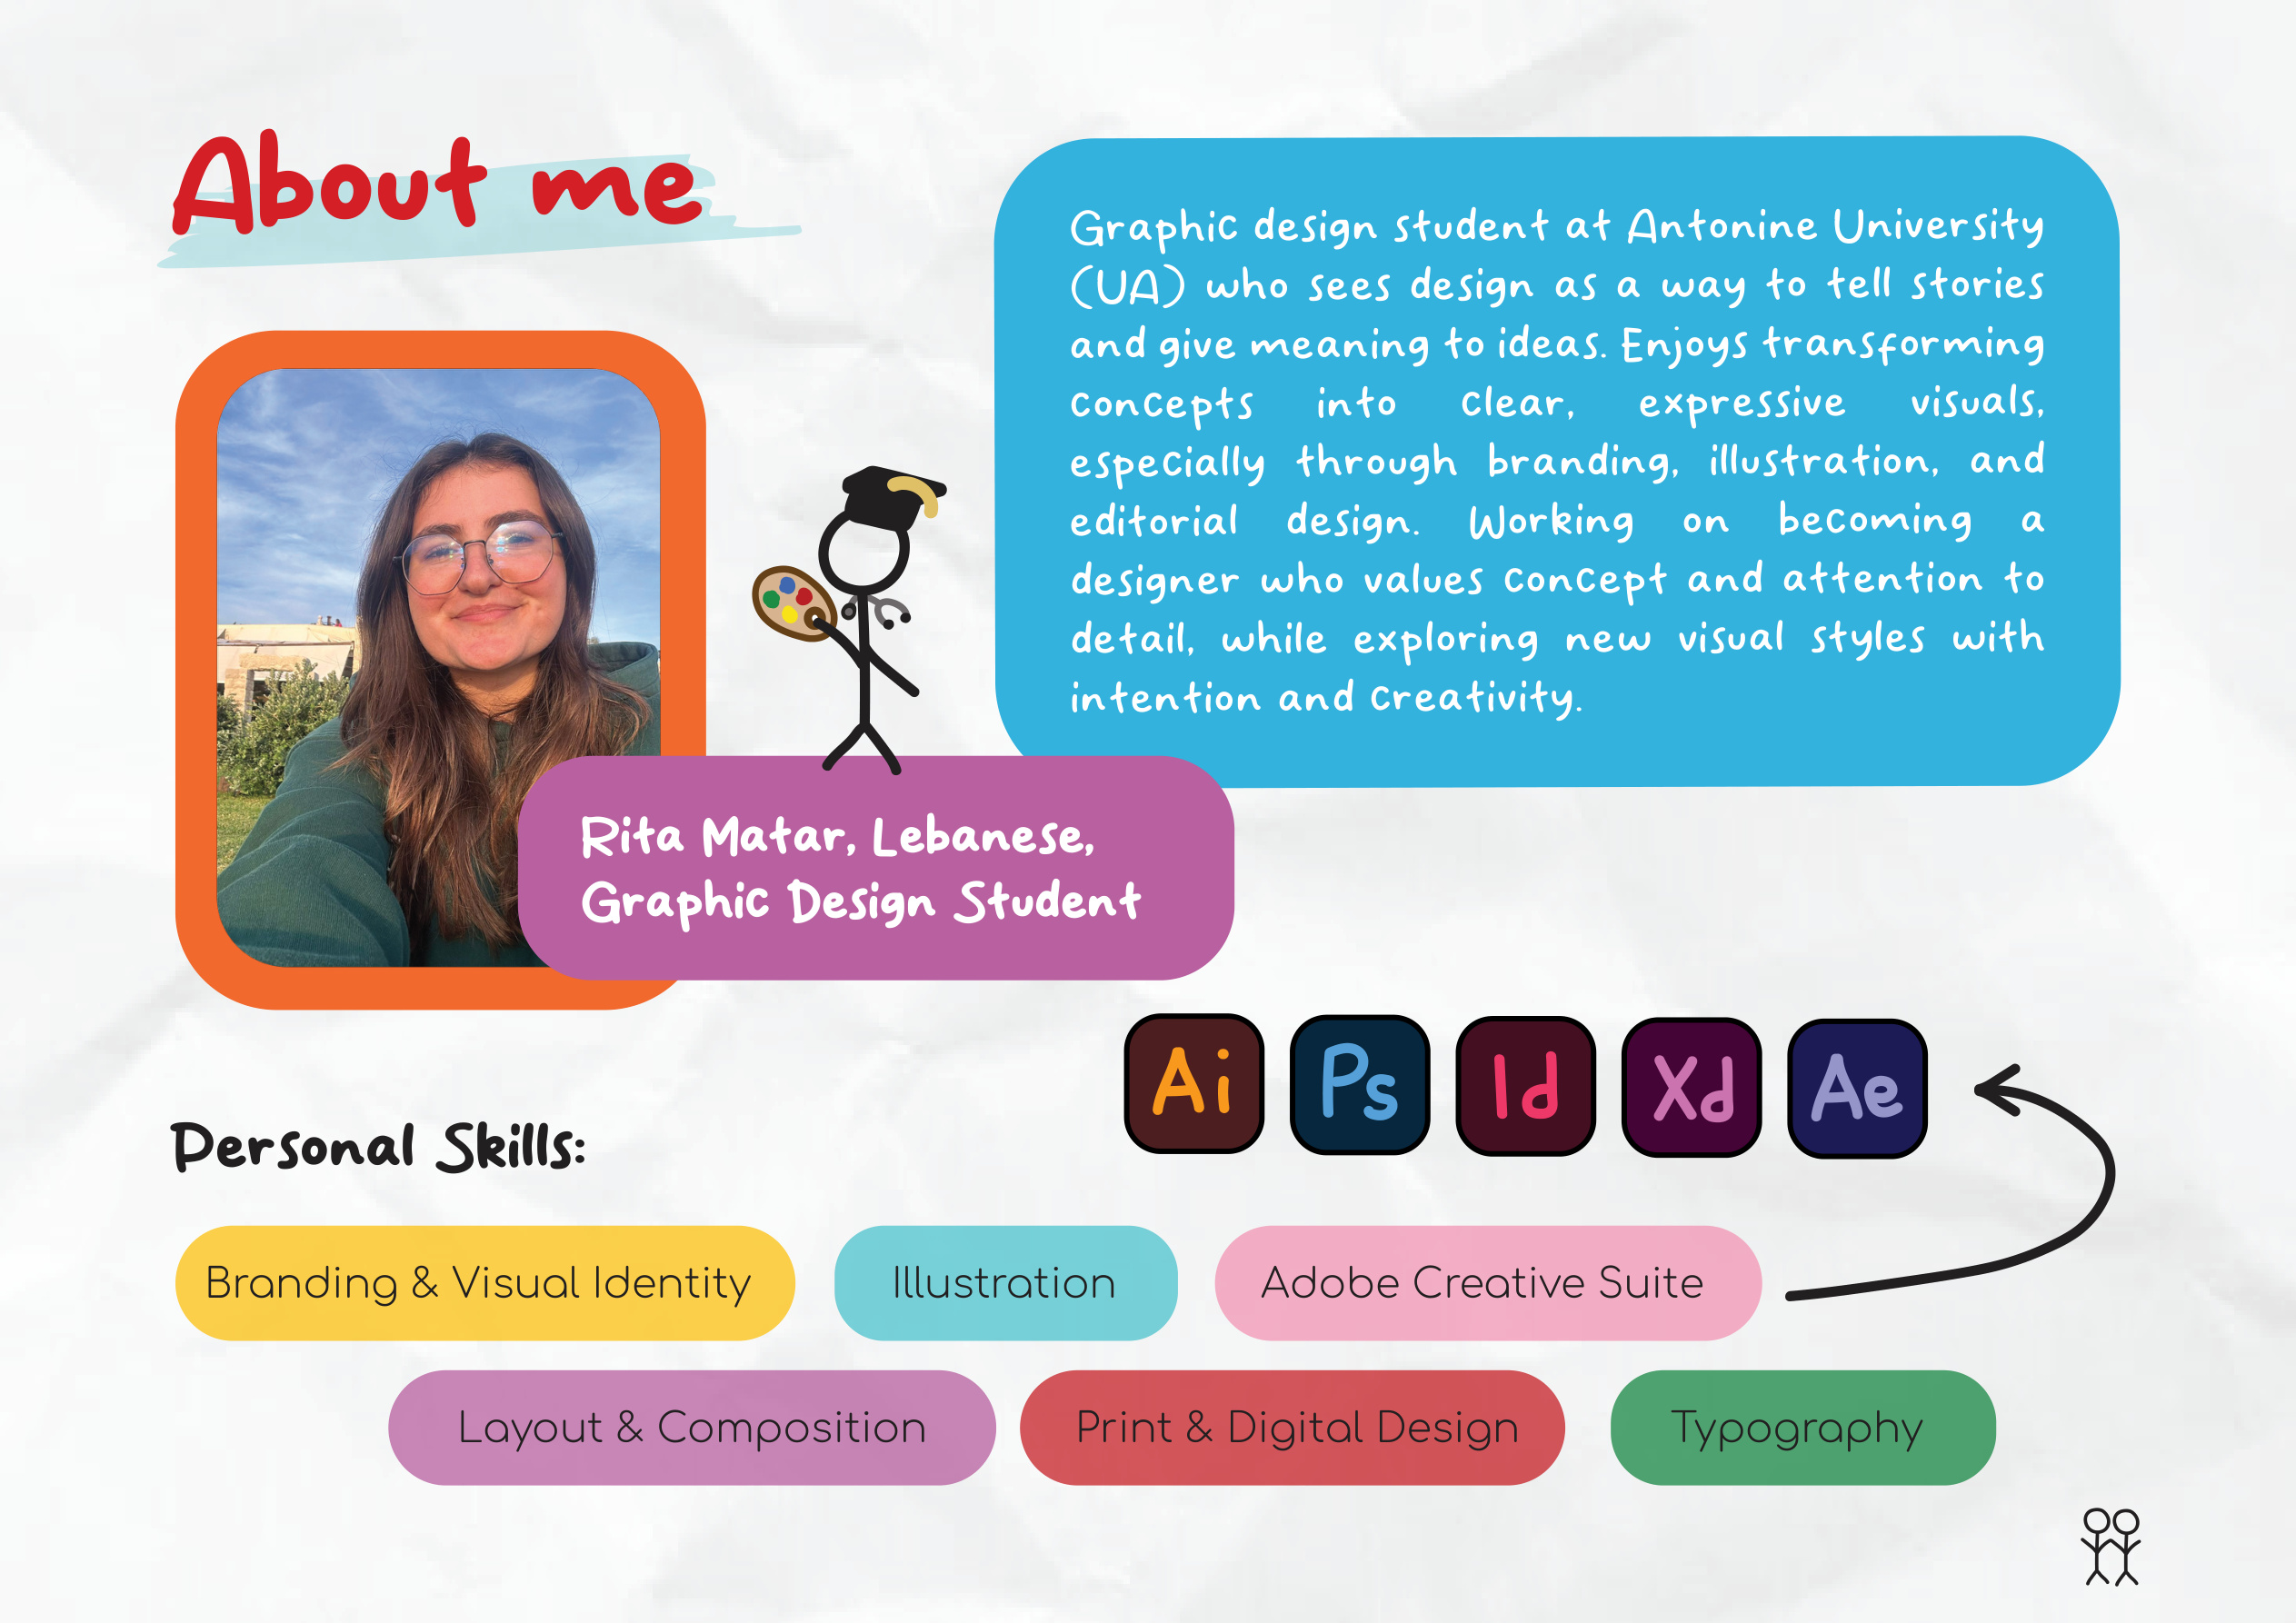 About me
Graphic design student at Antonine University
(UA) who sees design as a way to tell stories
and give meaning to ideas. Enjoys transforming
concepts into clear, expressive visuals,
especially through branding, illustration, and
editorial design. Working on becoming a
designer who values concept and attention to
detail, while exploring new visual styles with
intention and creativity.
Rita Matar, Lebanese,
Graphic Design Student
Ai Ps Id Xd Ae
Personal Skills:
Branding & Visual Identity Illustration Adobe Creative Suite
Layout & Composition Print & Digital Design Typography